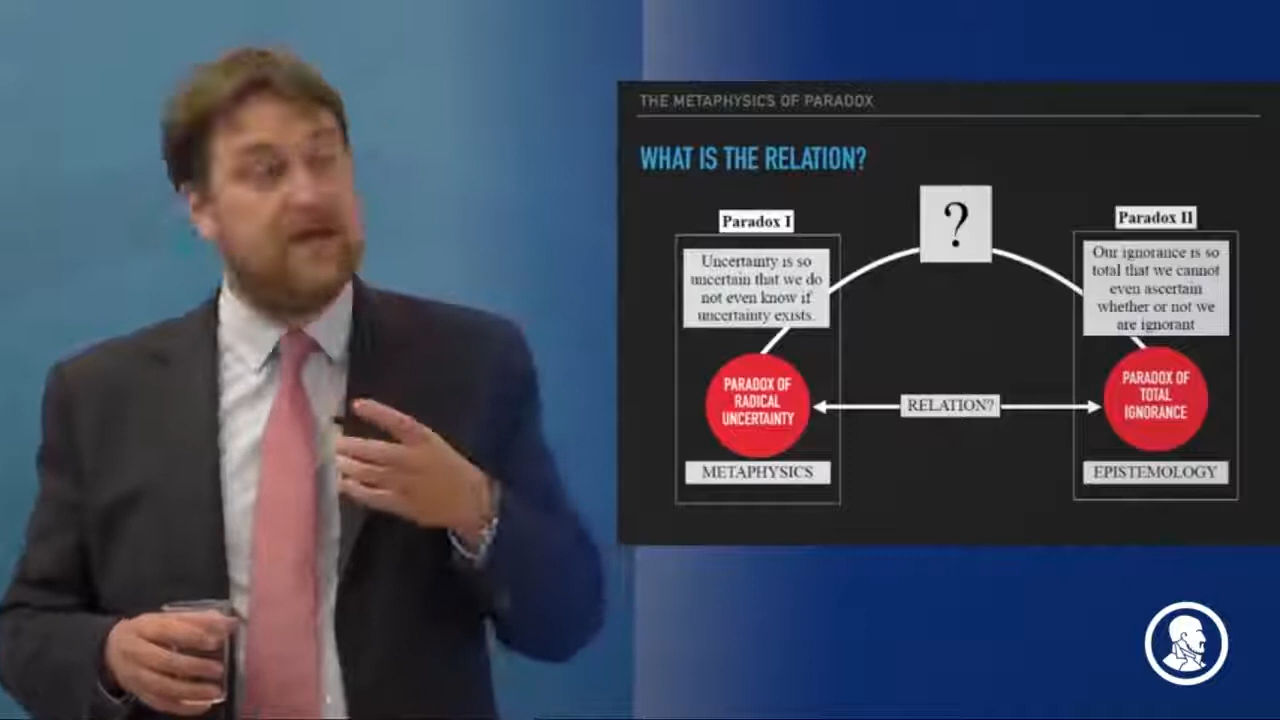 THE METAPHYSICS OF PARADOX
WHAT IS THE RELATION?
?
Paradox I
Uncertainty is so
uncertain that we do
not even know if
uncertainty exists.
PARADOX OF
RADICAL
UNCERTAINTY
METAPHYSICS
RELATION?
Paradox II
Our ignorance is so
total that we cannot
even ascertain
whether or not we
are ignorant
PARADOX OF
TOTAL
IGNORANCE
EPISTEMOLOGY